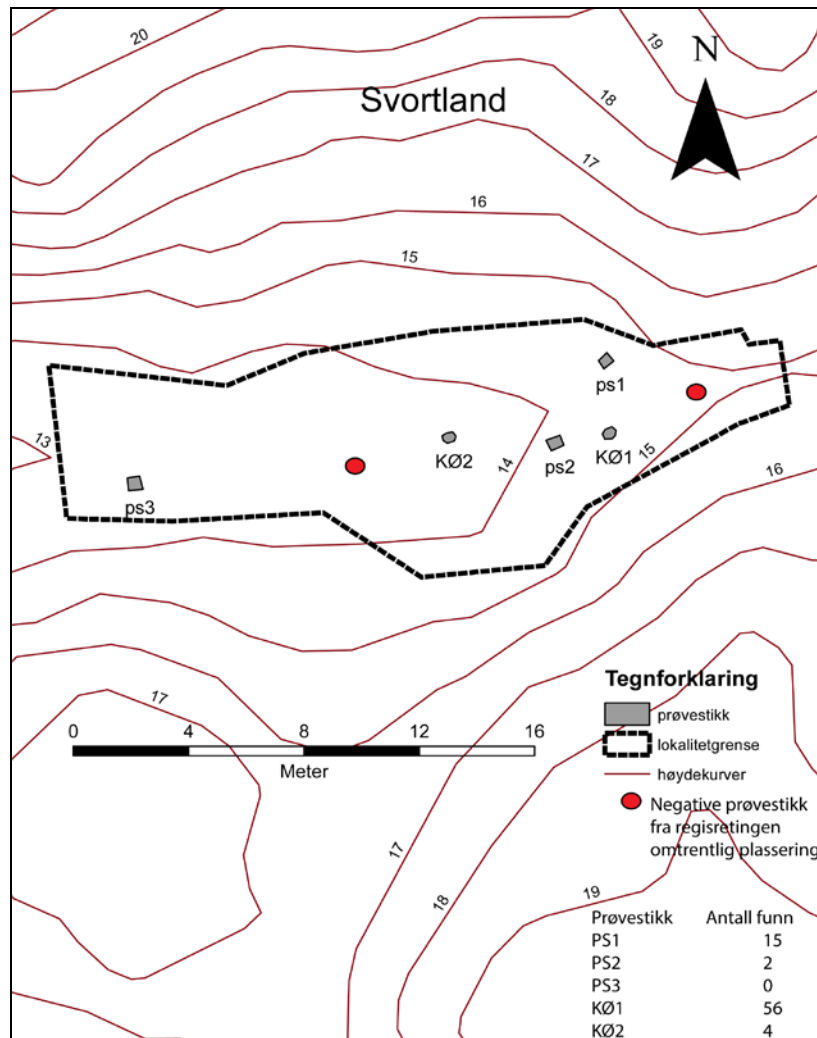 20
19
N
Svortland
18
17
16
15
ps1
13
KØ2
14
ps2
KØ1
15
16
ps3
17
Tegnforklaring
prøvestikk
lokalitetgrense
høydekurver
Negative prøvestikk
fra regisretingen
omtrentlig plassering
0 4 8 12 16
Meter
17
18
19
Prøvestikk Antall funn
PS1 15
PS2 2
PS3 0
KØ1 56
KØ2 4